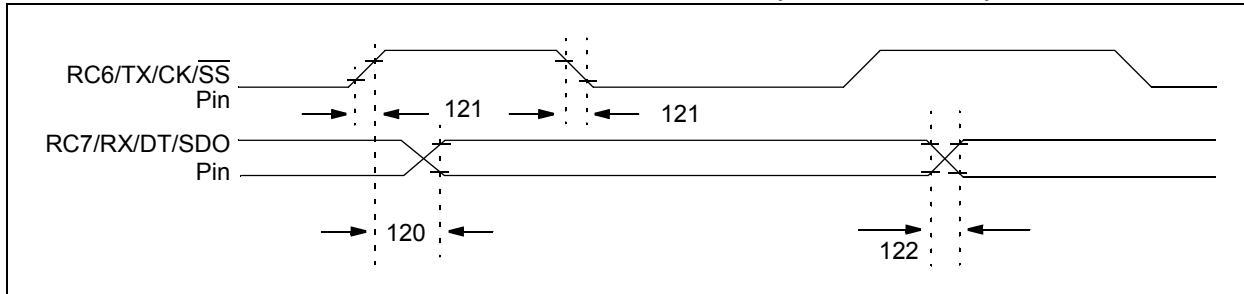 RC6/TX/CK/SS
Pin
121
121
RC7/RX/DT/SDO
Pin
120
122